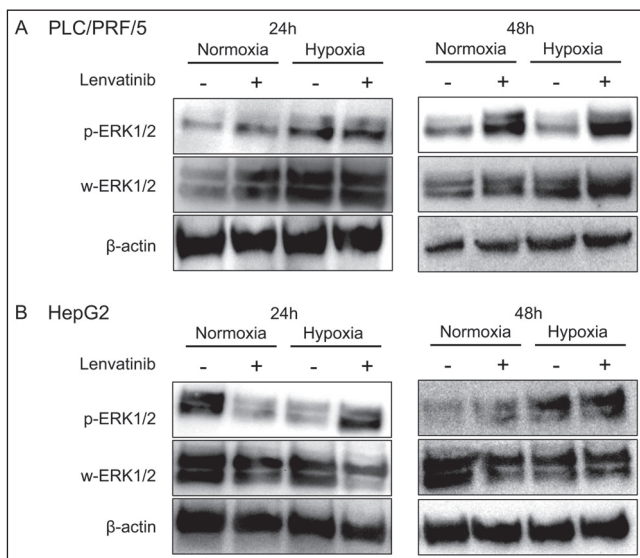 A PLC/PRF/5
24h 48h
Normoxia Hypoxia Normoxia Hypoxia
Lenvatinib - + - + - + - +
p-ERK1/2
w-ERK1/2
β-actin
B HepG2
24h 48h
Normoxia Hypoxia Normoxia Hypoxia
Lenvatinib - + - + - + - +
p-ERK1/2
w-ERK1/2
β-actin